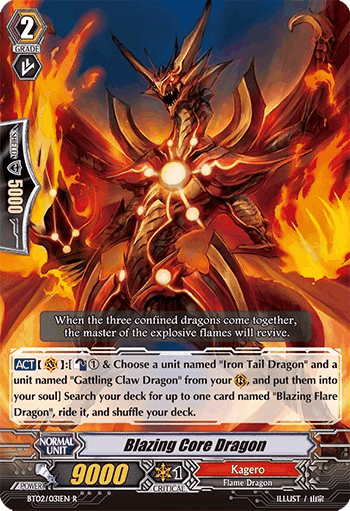 2
GRADE
SHIELD
5000
When the three confined dragons come together,
the master of the explosive flames will revive.
ACT [ ]:[ 1 & Choose a unit named "Iron Tail Dragon" and a
unit named "Gattling Claw Dragon" from your , and put them into
your soul] Search your deck for up to one card named "Blazing Flare
Dragon", ride it, and shuffle your deck.
NORMAL
UNIT
Blazing Core Dragon
POWER
9000
1
CRITICAL
Kagero
Flame Dragon
BT02/031EN R
ILLUST / 山宗